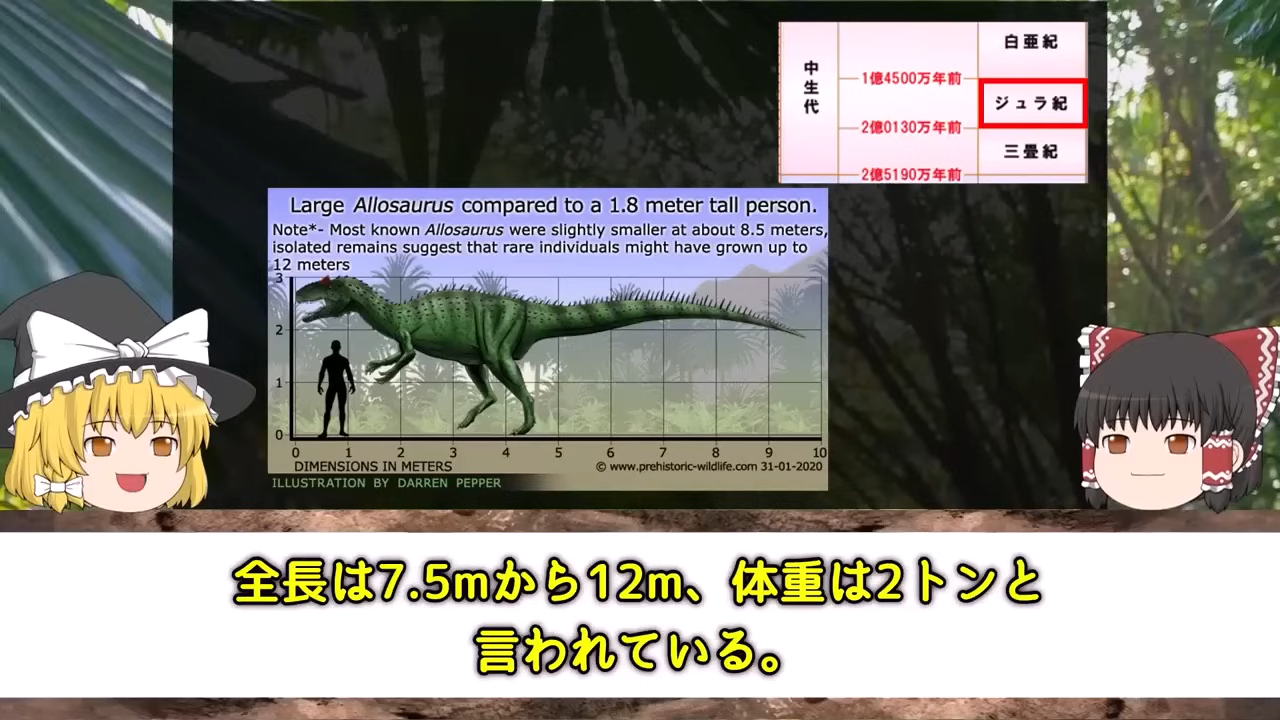 白亜紀
中生代
1億4500万年前
ジュラ紀
2億0130万年前
三畳紀
2億5190万年前
Large Allosaurus compared to a 1.8 meter tall person.
Note*- Most known Allosaurus were slightly smaller at about 8.5 meters,
isolated remains suggest that rare individuals might have grown up to
12 meters
3
2
1
0
0 1 2 3 4 5 6 7 8 9 10
DIMENSIONS IN METERS
© www.prehistoric-wildlife.com 31-01-2020
ILLUSTRATION BY DARREN PEPPER
全長は7.5mから12m、体重は2トンと
言われている。